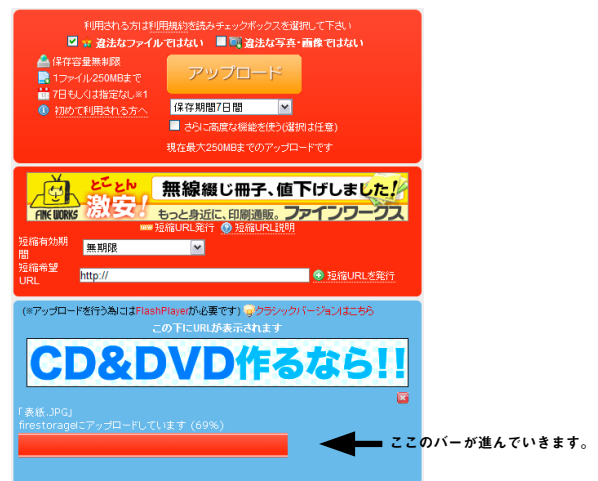 利用される方は利用規約を読みチェックボックスを選択して下さい
違法なファイルではない 違法な写真・画像ではない
保存容量無制限
1ファイル250MBまで
7日もしくは指定なし※1
初めて利用される方へ
アップロード
保存期間7日間
さらに高度な機能を使う(選択は任意)
現在最大250MBまでのアップロードです
FINE WORKS
とことん
激安!
無線綴じ冊子、値下げしました!
もっと身近に、印刷通販。ファインワークス
NEW 短縮URL発行 短縮URL説明
短縮有効期間 無期限
短縮希望URL http:// 短縮URLを発行
(※アップロードを行う為にはFlashPlayerが必要です) クラシックバージョンはこちら
この下にURLが表示されます
CD&DVD作るなら!!
「表紙.JPG」
firestorageにアップロードしています (69%)
ここのバーが進んでいきます。